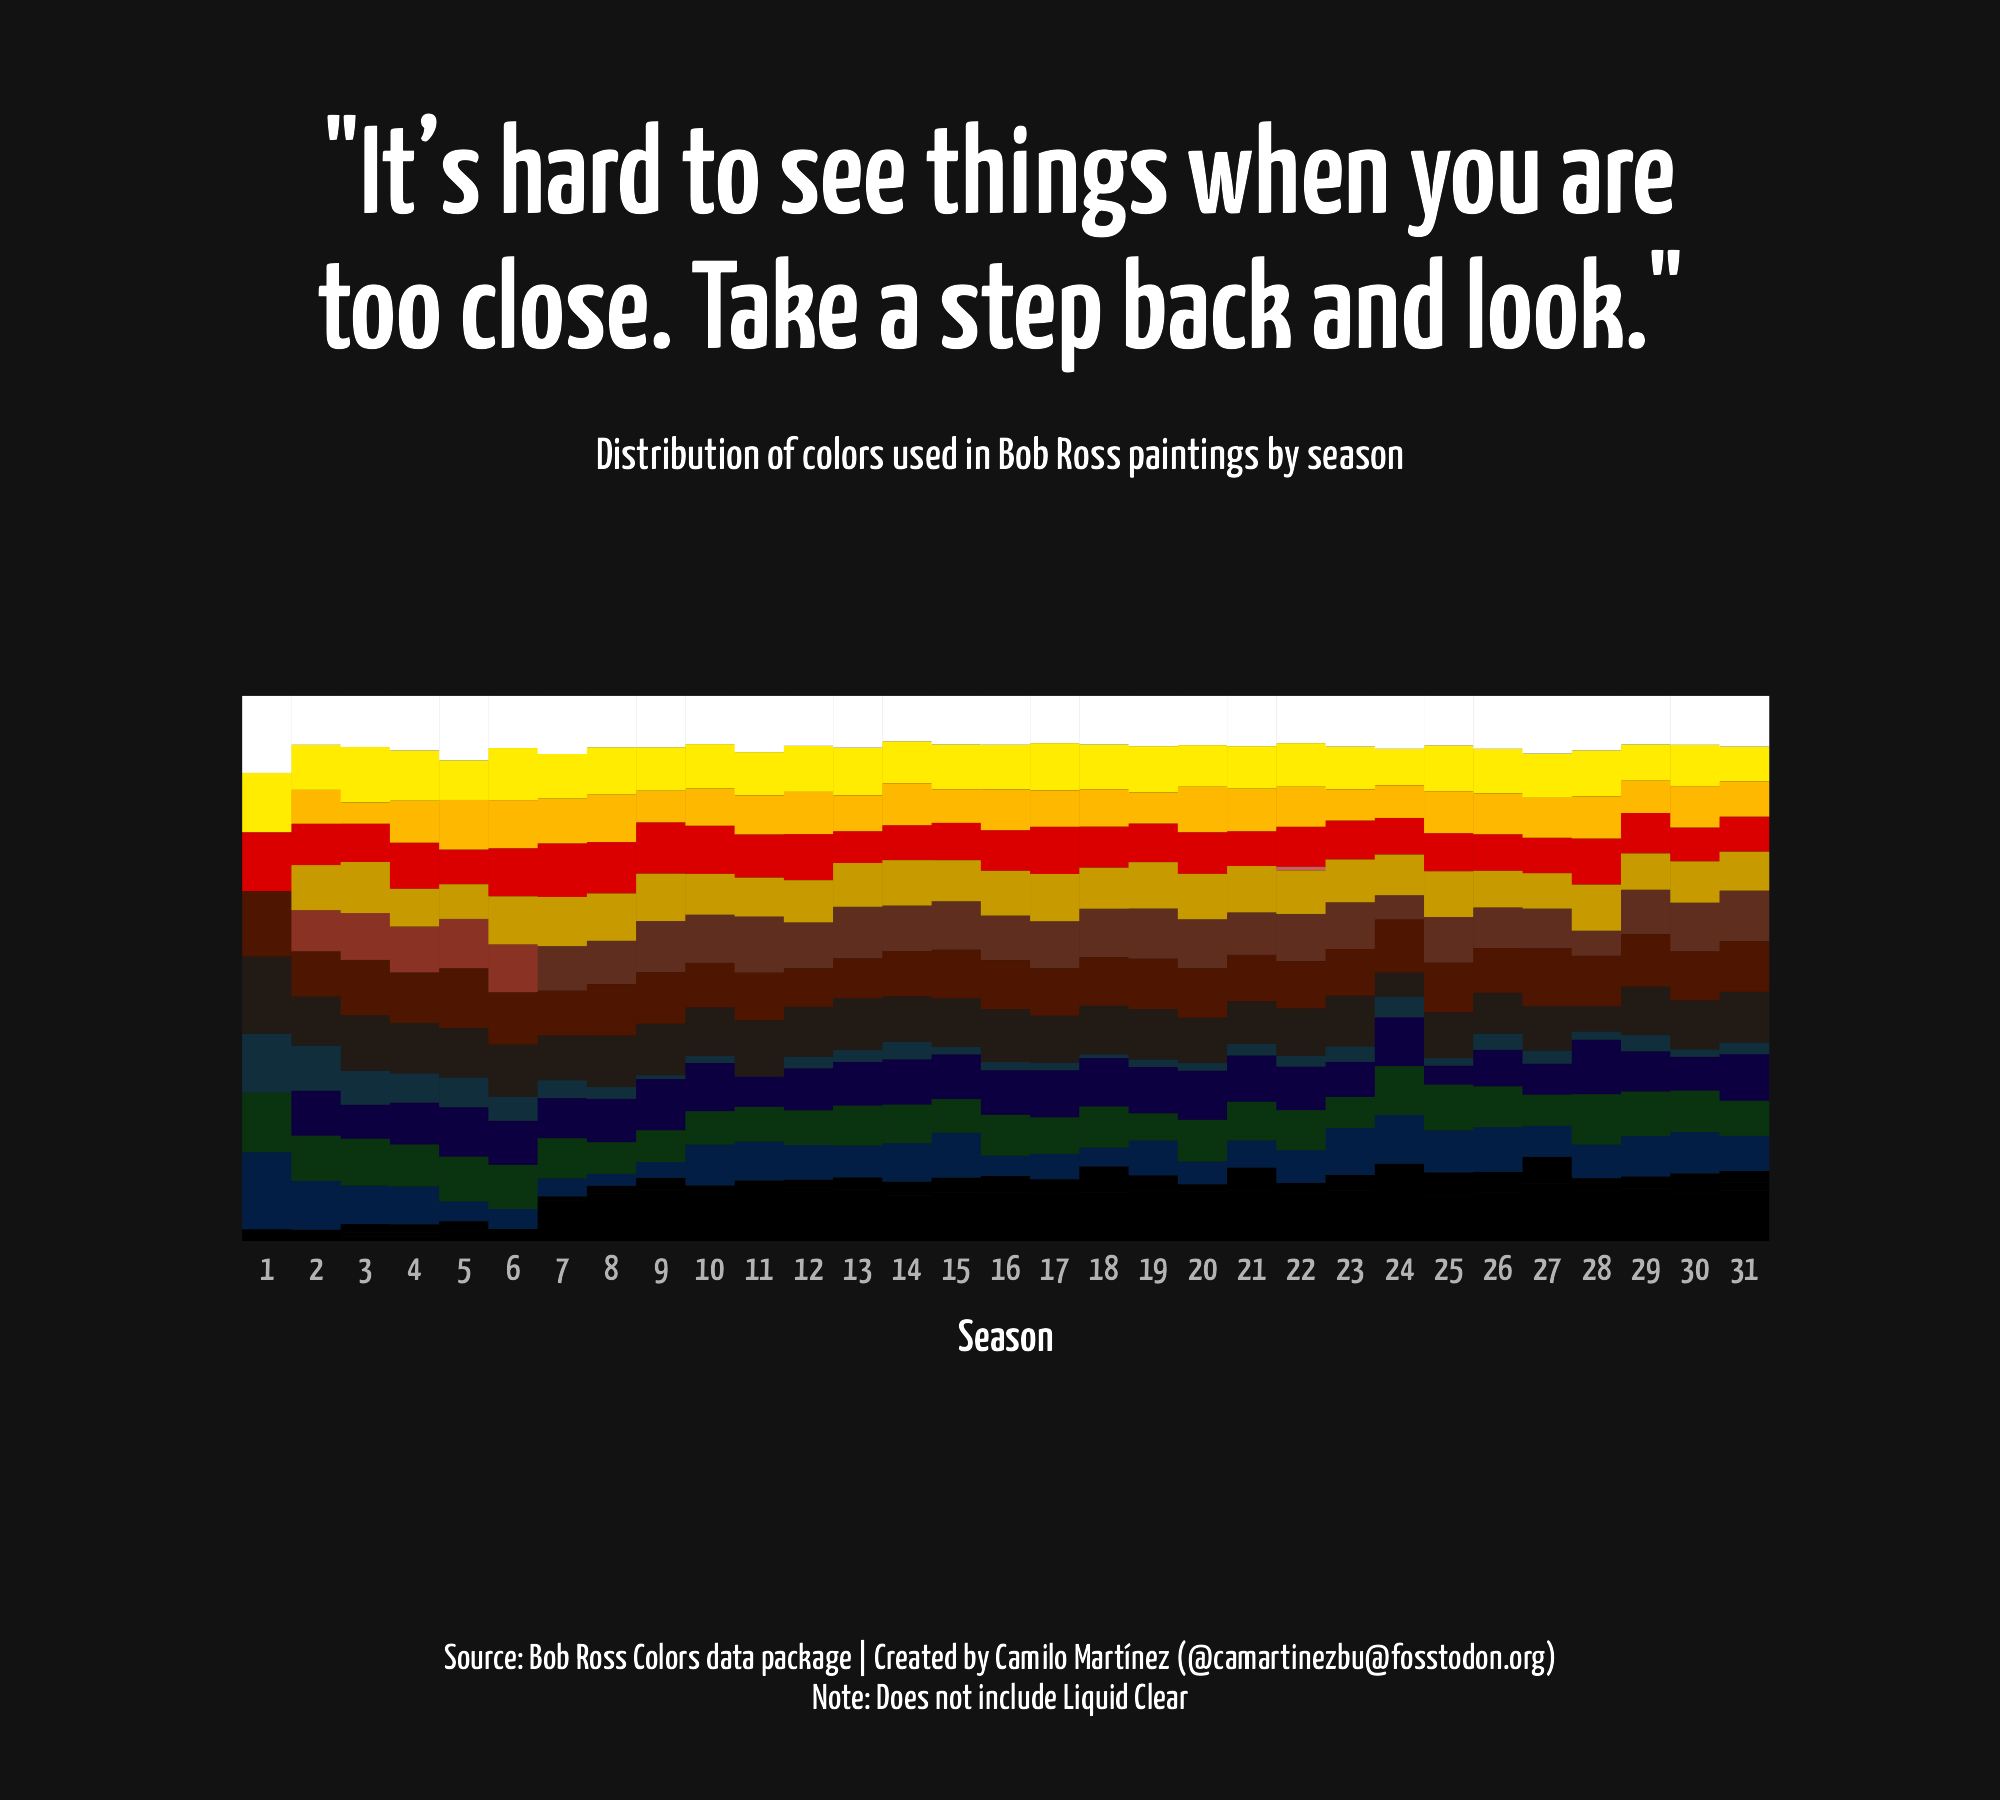 "It’s hard to see things when you are
too close. Take a step back and look."
Distribution of colors used in Bob Ross paintings by season
1 2 3 4 5 6 7 8 9 10 11 12 13 14 15 16 17 18 19 20 21 22 23 24 25 26 27 28 29 30 31
Season
Source: Bob Ross Colors data package | Created by Camilo Martínez (@camartinezbu@fosstodon.org)
Note: Does not include Liquid Clear